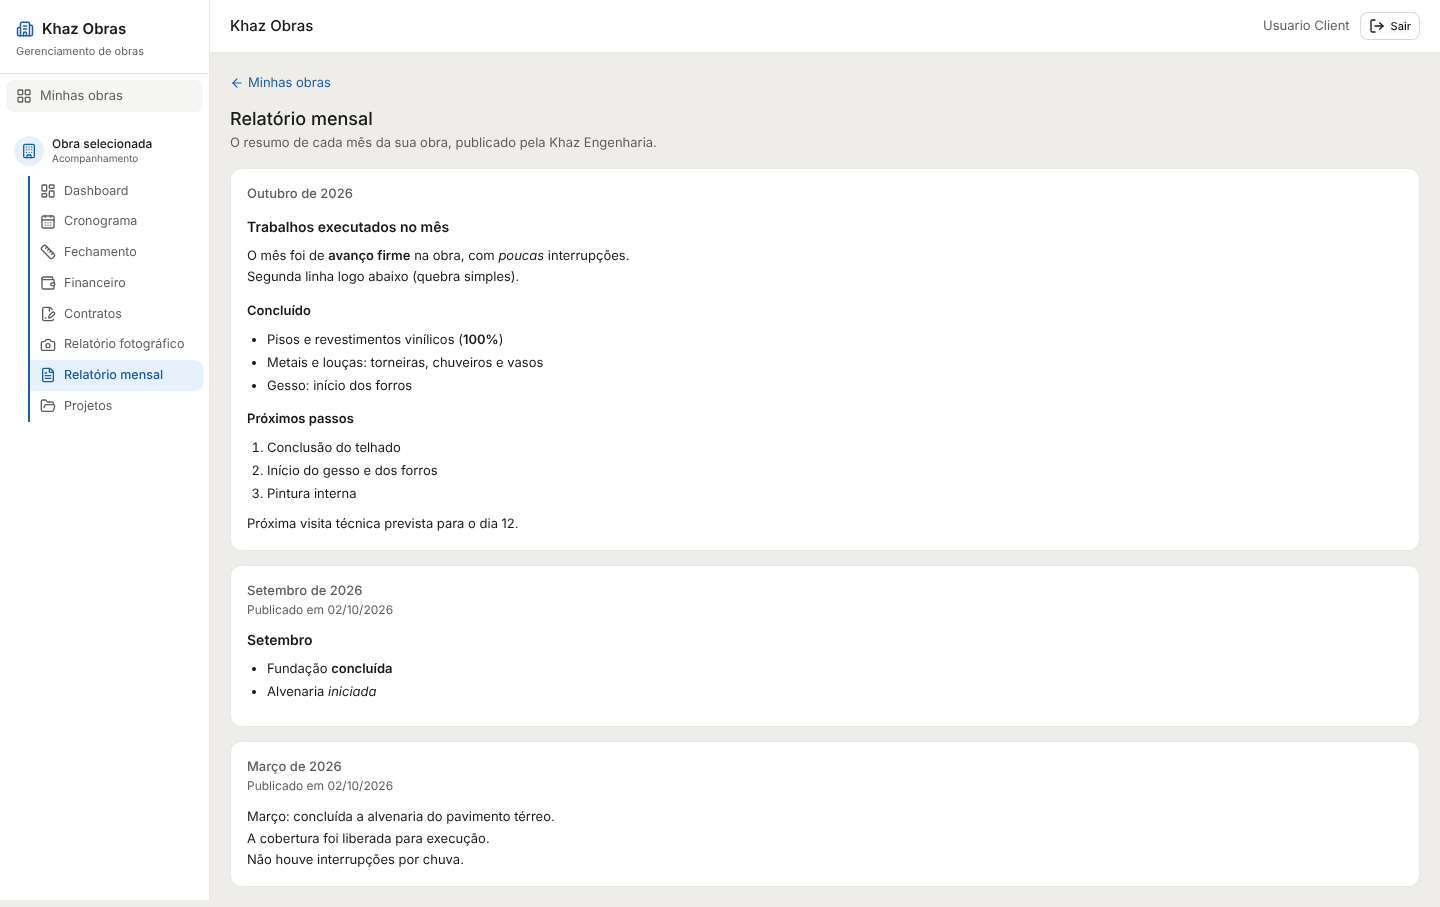 Khaz Obras
Gerenciamento de obras
Minhas obras
Obra selecionada
Acompanhamento
Dashboard
Cronograma
Fechamento
Financeiro
Contratos
Relatório fotográfico
Relatório mensal
Projetos
Khaz Obras
Usuario Client
Sair
← Minhas obras
Relatório mensal
O resumo de cada mês da sua obra, publicado pela Khaz Engenharia.
Outubro de 2026
Trabalhos executados no mês
O mês foi de avanço firme na obra, com poucas interrupções.
Segunda linha logo abaixo (quebra simples).
Concluído
• Pisos e revestimentos vinílicos (100%)
• Metais e louças: torneiras, chuveiros e vasos
• Gesso: início dos forros
Próximos passos
1. Conclusão do telhado
2. Início do gesso e dos forros
3. Pintura interna
Próxima visita técnica prevista para o dia 12.
Setembro de 2026
Publicado em 02/10/2026
Setembro
• Fundação concluída
• Alvenaria iniciada
Março de 2026
Publicado em 02/10/2026
Março: concluída a alvenaria do pavimento térreo.
A cobertura foi liberada para execução.
Não houve interrupções por chuva.